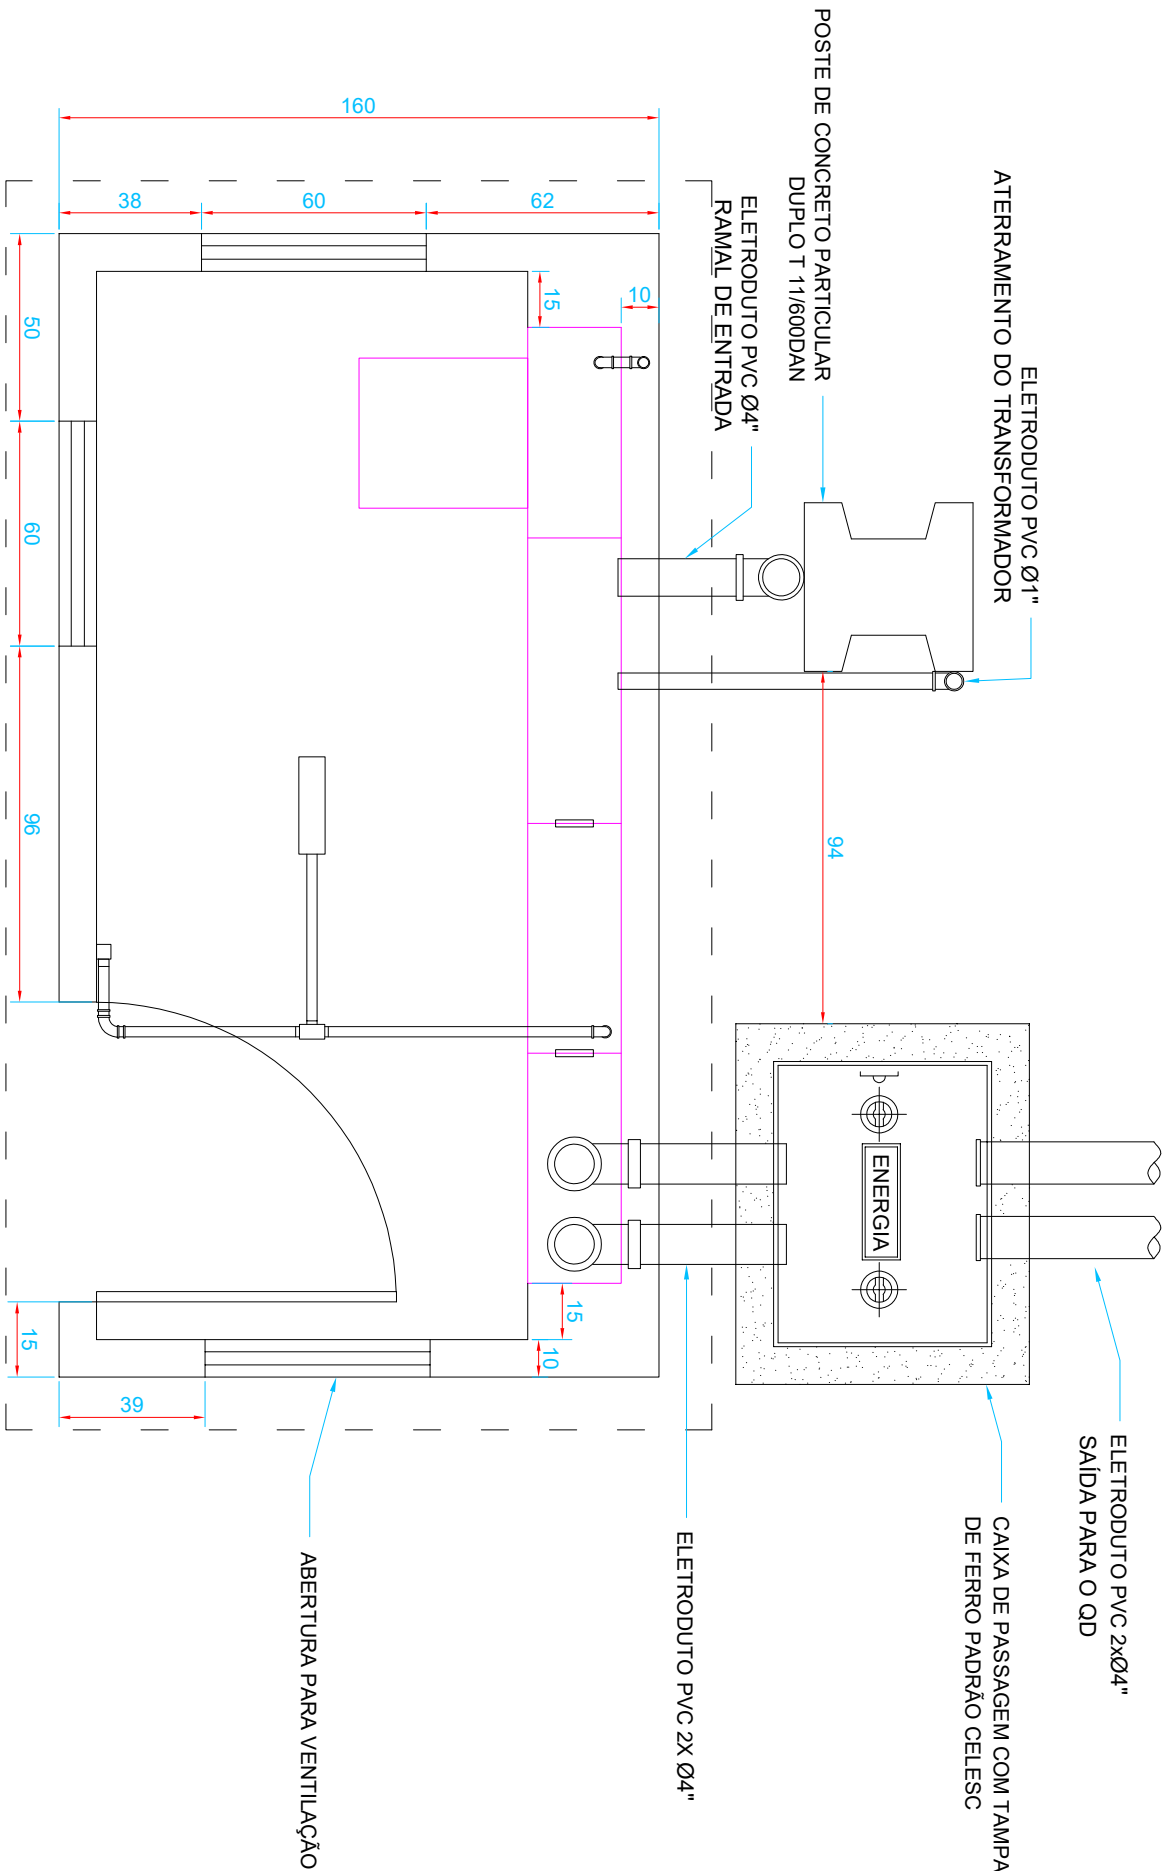 ELETRODUTO PVC 2xØ4"
SAÍDA PARA O QD
CAIXA DE PASSAGEM COM TAMPA
DE FERRO PADRÃO CELESC
ELETRODUTO PVC Ø1"
ATERRAMENTO DO TRANSFORMADOR
POSTE DE CONCRETO PARTICULAR
DUPLO T 11/600DAN
ELETRODUTO PVC Ø4"
RAMAL DE ENTRADA
94
ENERGIA
ELETRODUTO PVC 2X Ø4"
ABERTURA PARA VENTILAÇÃO
160
38
60
62
10
15
15
10
50
60
96
15
39